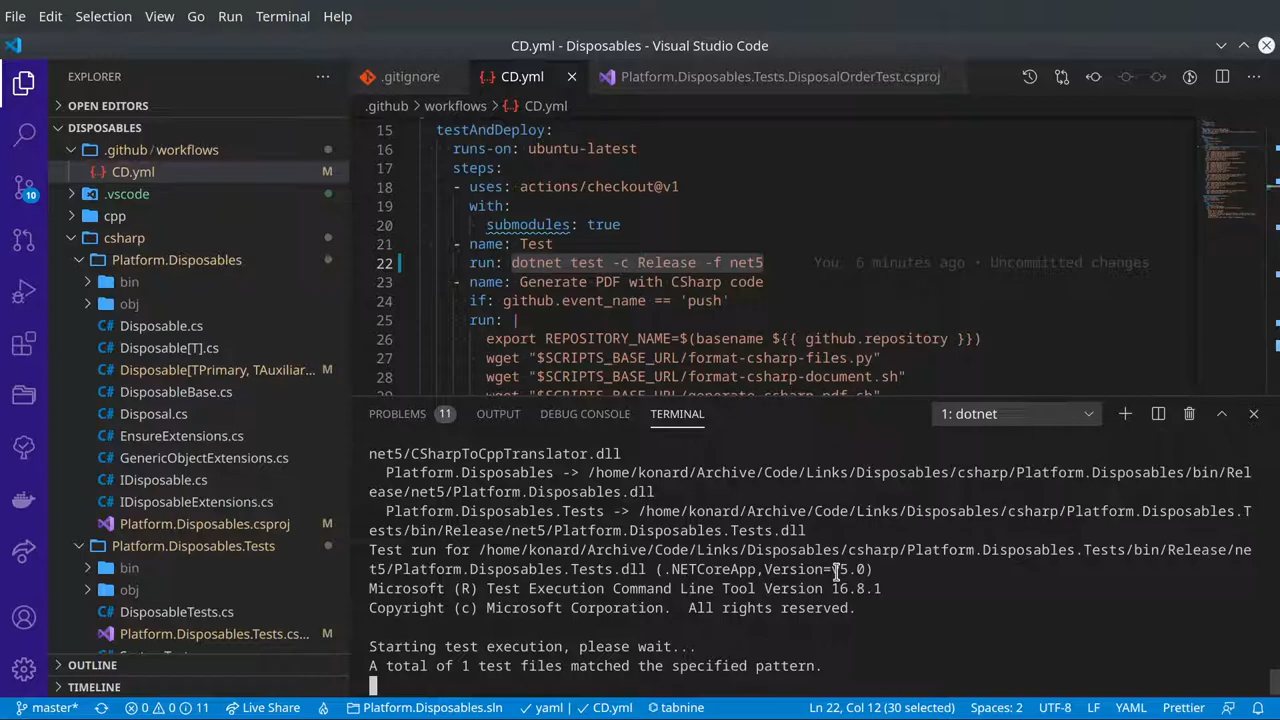 File Edit Selection View Go Run Terminal Help
CD.yml - Disposables - Visual Studio Code
EXPLORER
OPEN EDITORS
DISPOSABLES
.github/workflows
CD.yml M
.vscode
cpp
csharp
Platform.Disposables
bin
obj
Disposable.cs
Disposable[T].cs
Disposable[TPrimary, TAuxiliar...
DisposableBase.cs
Disposal.cs
EnsureExtensions.cs
GenericObjectExtensions.cs
IDisposable.cs
IDisposableExtensions.cs
Platform.Disposables.csproj M
Platform.Disposables.Tests
bin
obj
DisposableTests.cs
Platform.Disposables.Tests.cs... M
OUTLINE
TIMELINE
10
.gitignore
CD.yml
Platform.Disposables.Tests.DisposalOrderTest.csproj
.github > workflows > CD.yml
15 testAndDeploy:
16 runs-on: ubuntu-latest
17 steps:
18 - uses: actions/checkout@v1
19 with:
20 submodules: true
21 - name: Test
22 run: dotnet test -c Release -f net5 You, 6 minutes ago • Uncommitted changes
23 - name: Generate PDF with CSharp code
24 if: github.event_name == 'push'
25 run: |
26 export REPOSITORY_NAME=$(basename ${{ github.repository }})
27 wget "$SCRIPTS_BASE_URL/format-csharp-files.py"
28 wget "$SCRIPTS_BASE_URL/format-csharp-document.sh"
PROBLEMS 11 OUTPUT DEBUG CONSOLE TERMINAL 1: dotnet
net5/CSharpToCppTranslator.dll
Platform.Disposables -> /home/konard/Archive/Code/Links/Disposables/csharp/Platform.Disposables/bin/Rel
ease/net5/Platform.Disposables.dll
Platform.Disposables.Tests -> /home/konard/Archive/Code/Links/Disposables/csharp/Platform.Disposables.T
ests/bin/Release/net5/Platform.Disposables.Tests.dll
Test run for /home/konard/Archive/Code/Links/Disposables/csharp/Platform.Disposables.Tests/bin/Release/ne
t5/Platform.Disposables.Tests.dll (.NETCoreApp,Version=v5.0)
Microsoft (R) Test Execution Command Line Tool Version 16.8.1
Copyright (c) Microsoft Corporation. All rights reserved.
Starting test execution, please wait...
A total of 1 test files matched the specified pattern.
master* 0 0 11 Live Share Platform.Disposables.sln yaml CD.yml tabnine Ln 22, Col 12 (30 selected) Spaces: 2 UTF-8 LF YAML Prettier